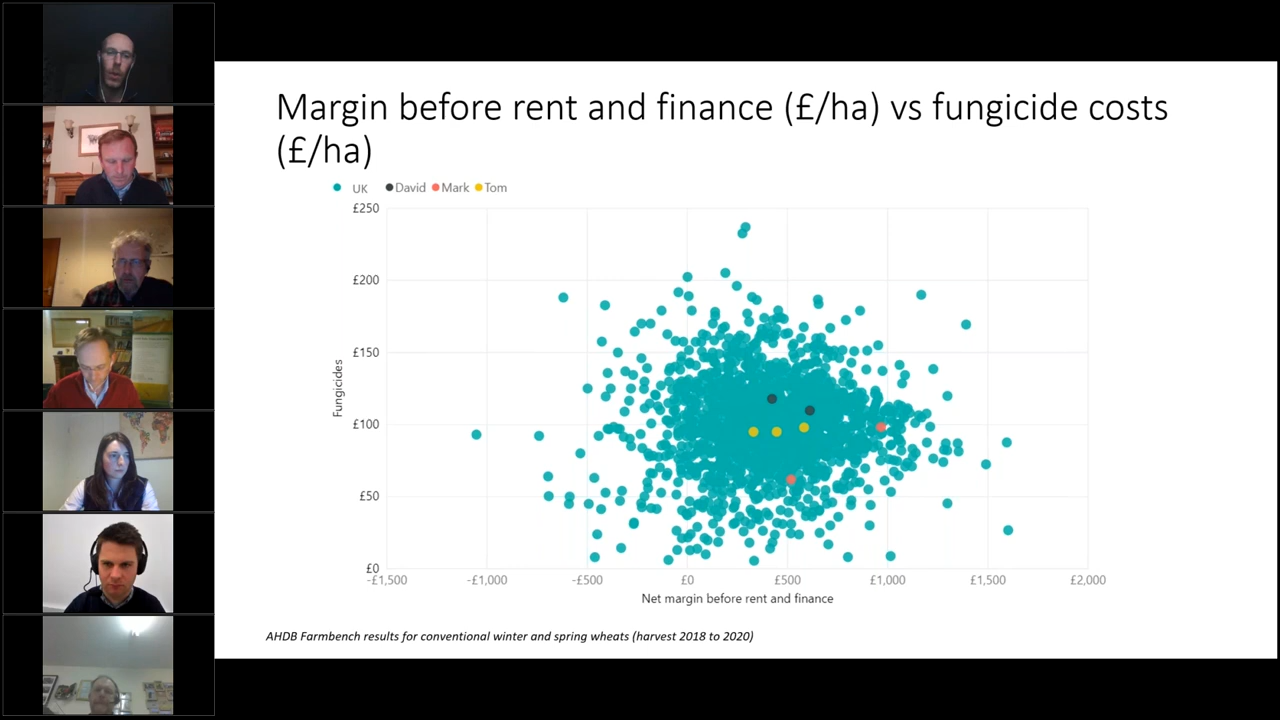 Margin before rent and finance (£/ha) vs fungicide costs
(£/ha)
UK David Mark Tom
£250
£200
£150
£100
£50
£0
Fungicides
-£1,500 -£1,000 -£500 £0 £500 £1,000 £1,500 £2,000
Net margin before rent and finance
AHDB Farmbench results for conventional winter and spring wheats (harvest 2018 to 2020)